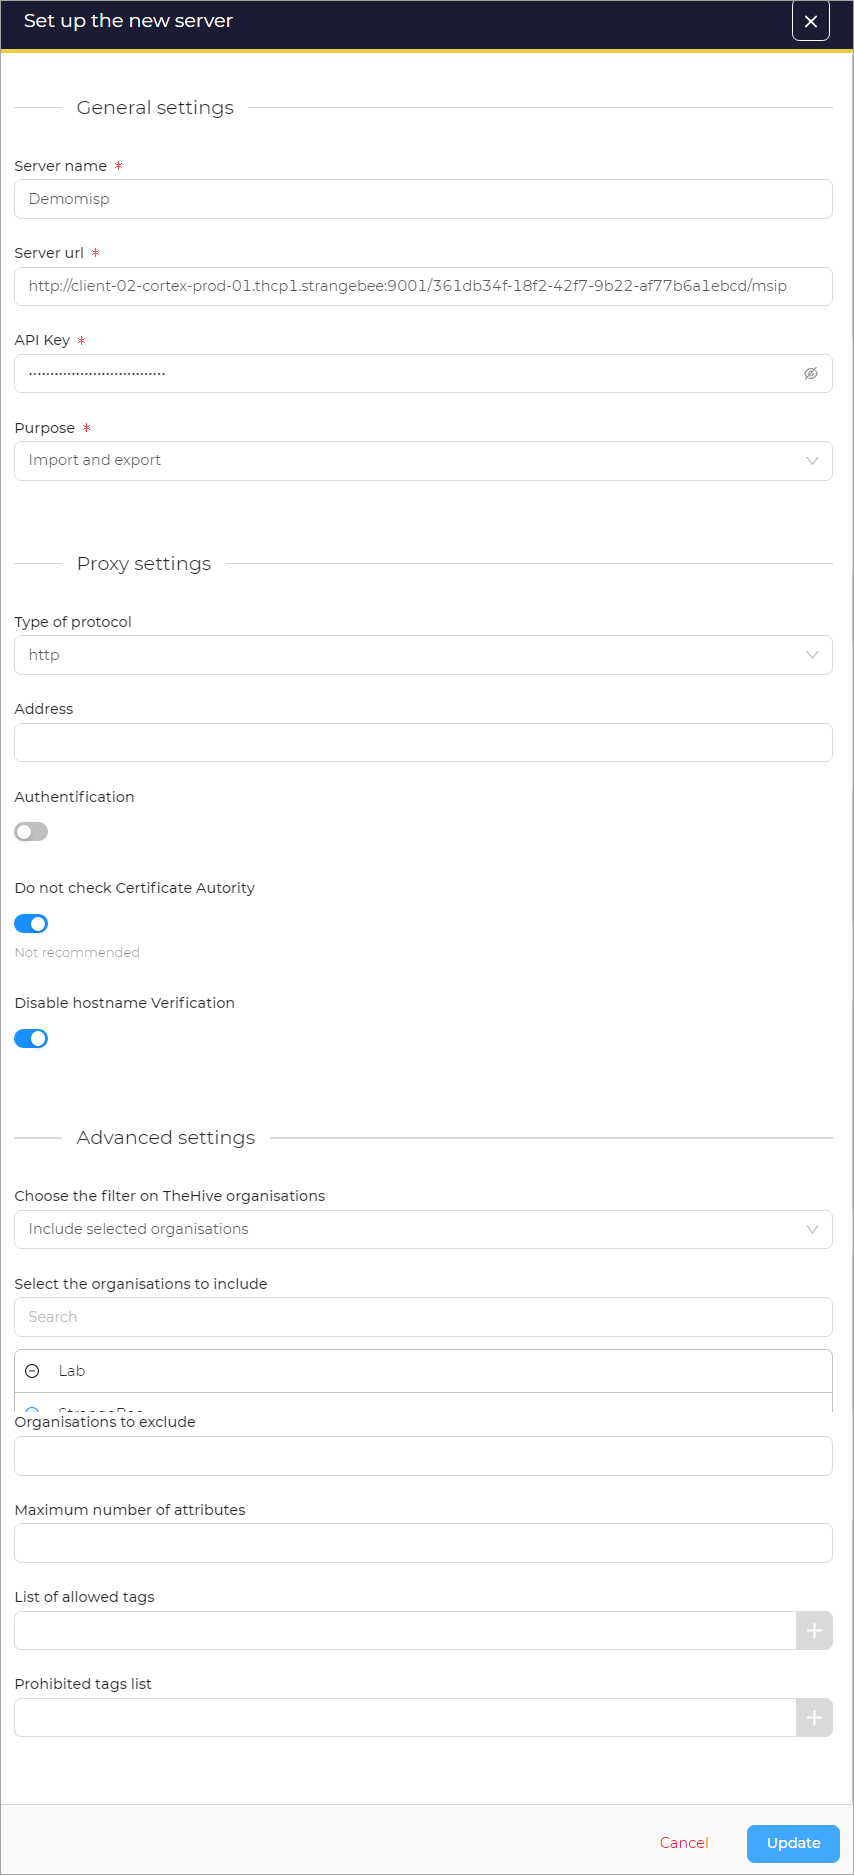 Set up the new server
General settings
Server name *
Demomisp
Server url *
http://client-02-cortex-prod-01.thcp1.strangebee:9001/361db34f-18f2-42f7-9b22-af77b6a1ebcd/msip
API Key *
Purpose *
Import and export
Proxy settings
Type of protocol
http
Address
Authentification
Do not check Certificate Autority
Not recommended
Disable hostname Verification
Advanced settings
Choose the filter on TheHive organisations
Include selected organisations
Select the organisations to include
Search
Lab
Organisations to exclude
Maximum number of attributes
List of allowed tags
Prohibited tags list
Cancel
Update